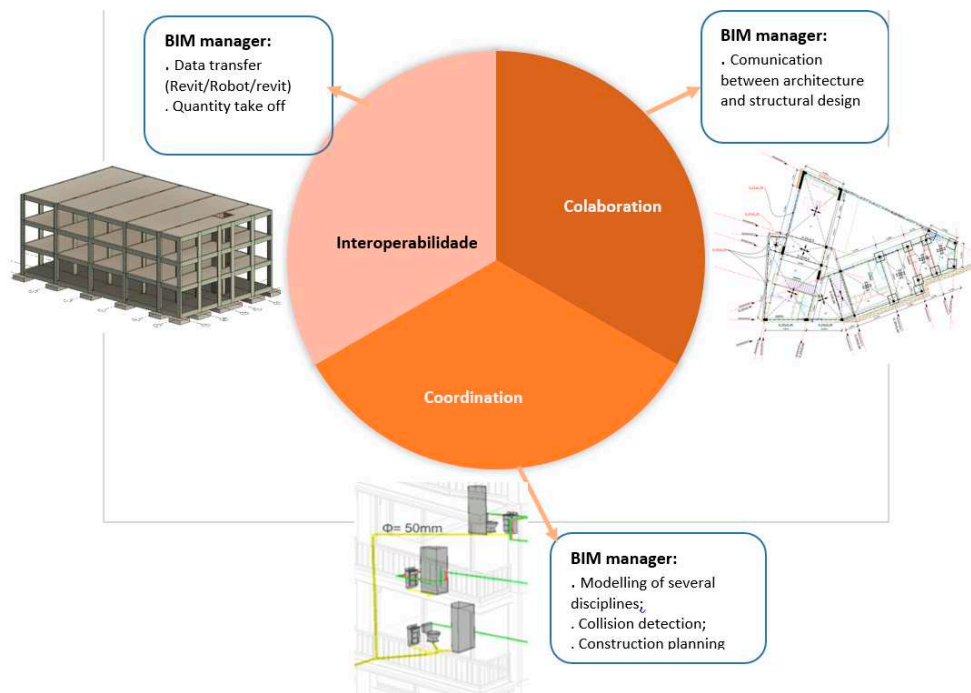 BIM manager:
. Data transfer
(Revit/Robot/revit)
. Quantity take off
BIM manager:
. Comunication
between architecture
and structural design
Colaboration
Interoperabilidade
Coordination
Φ= 50mm
BIM manager:
. Modelling of several
disciplines;
. Collision detection;
. Construction planning